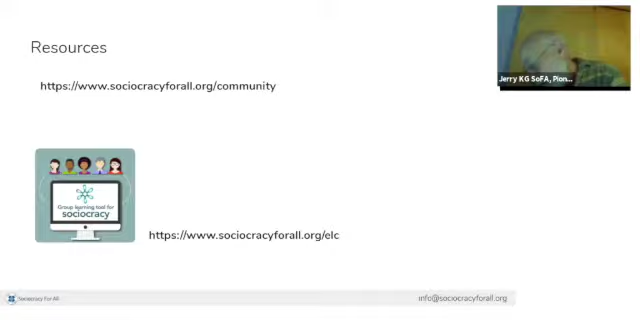 Resources
Jerry KG SoFA, Pion...
https://www.sociocracyforall.org/community
Group learning tool for
sociocracy
https://www.sociocracyforall.org/elc
Sociocracy For All
info@sociocracyforall.org